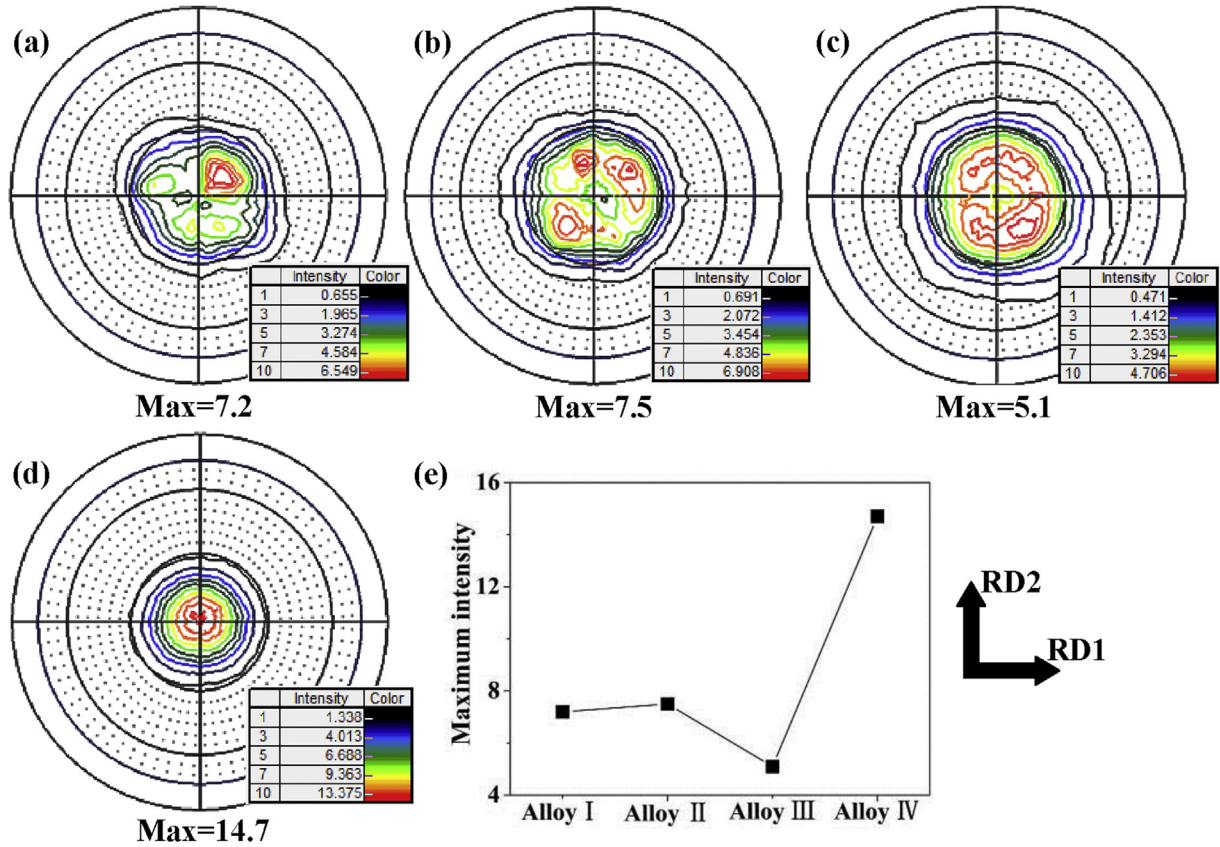 (a)
Intensity Color
1 0.655
3 1.965
5 3.274
7 4.584
10 6.549
Max=7.2
(b)
Intensity Color
1 0.691
3 2.072
5 3.454
7 4.836
10 6.908
Max=7.5
(c)
Intensity Color
1 0.471
3 1.412
5 2.353
7 3.294
10 4.706
Max=5.1
(d)
Intensity Color
1 1.338
3 4.013
5 6.688
7 9.363
10 13.375
Max=14.7
(e)
Maximum intensity
16
12
8
4
Alloy Ⅰ Alloy Ⅱ Alloy Ⅲ Alloy Ⅳ
RD2
RD1